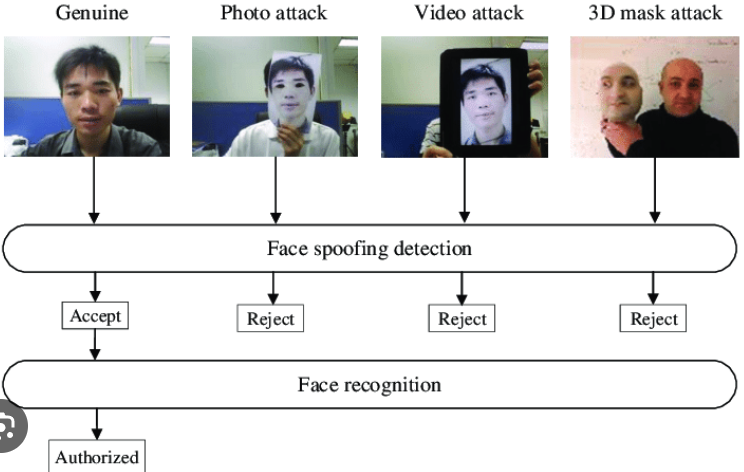 Genuine
Photo attack
Video attack
3D mask attack
Face spoofing detection
Accept
Reject
Reject
Reject
Face recognition
Authorized